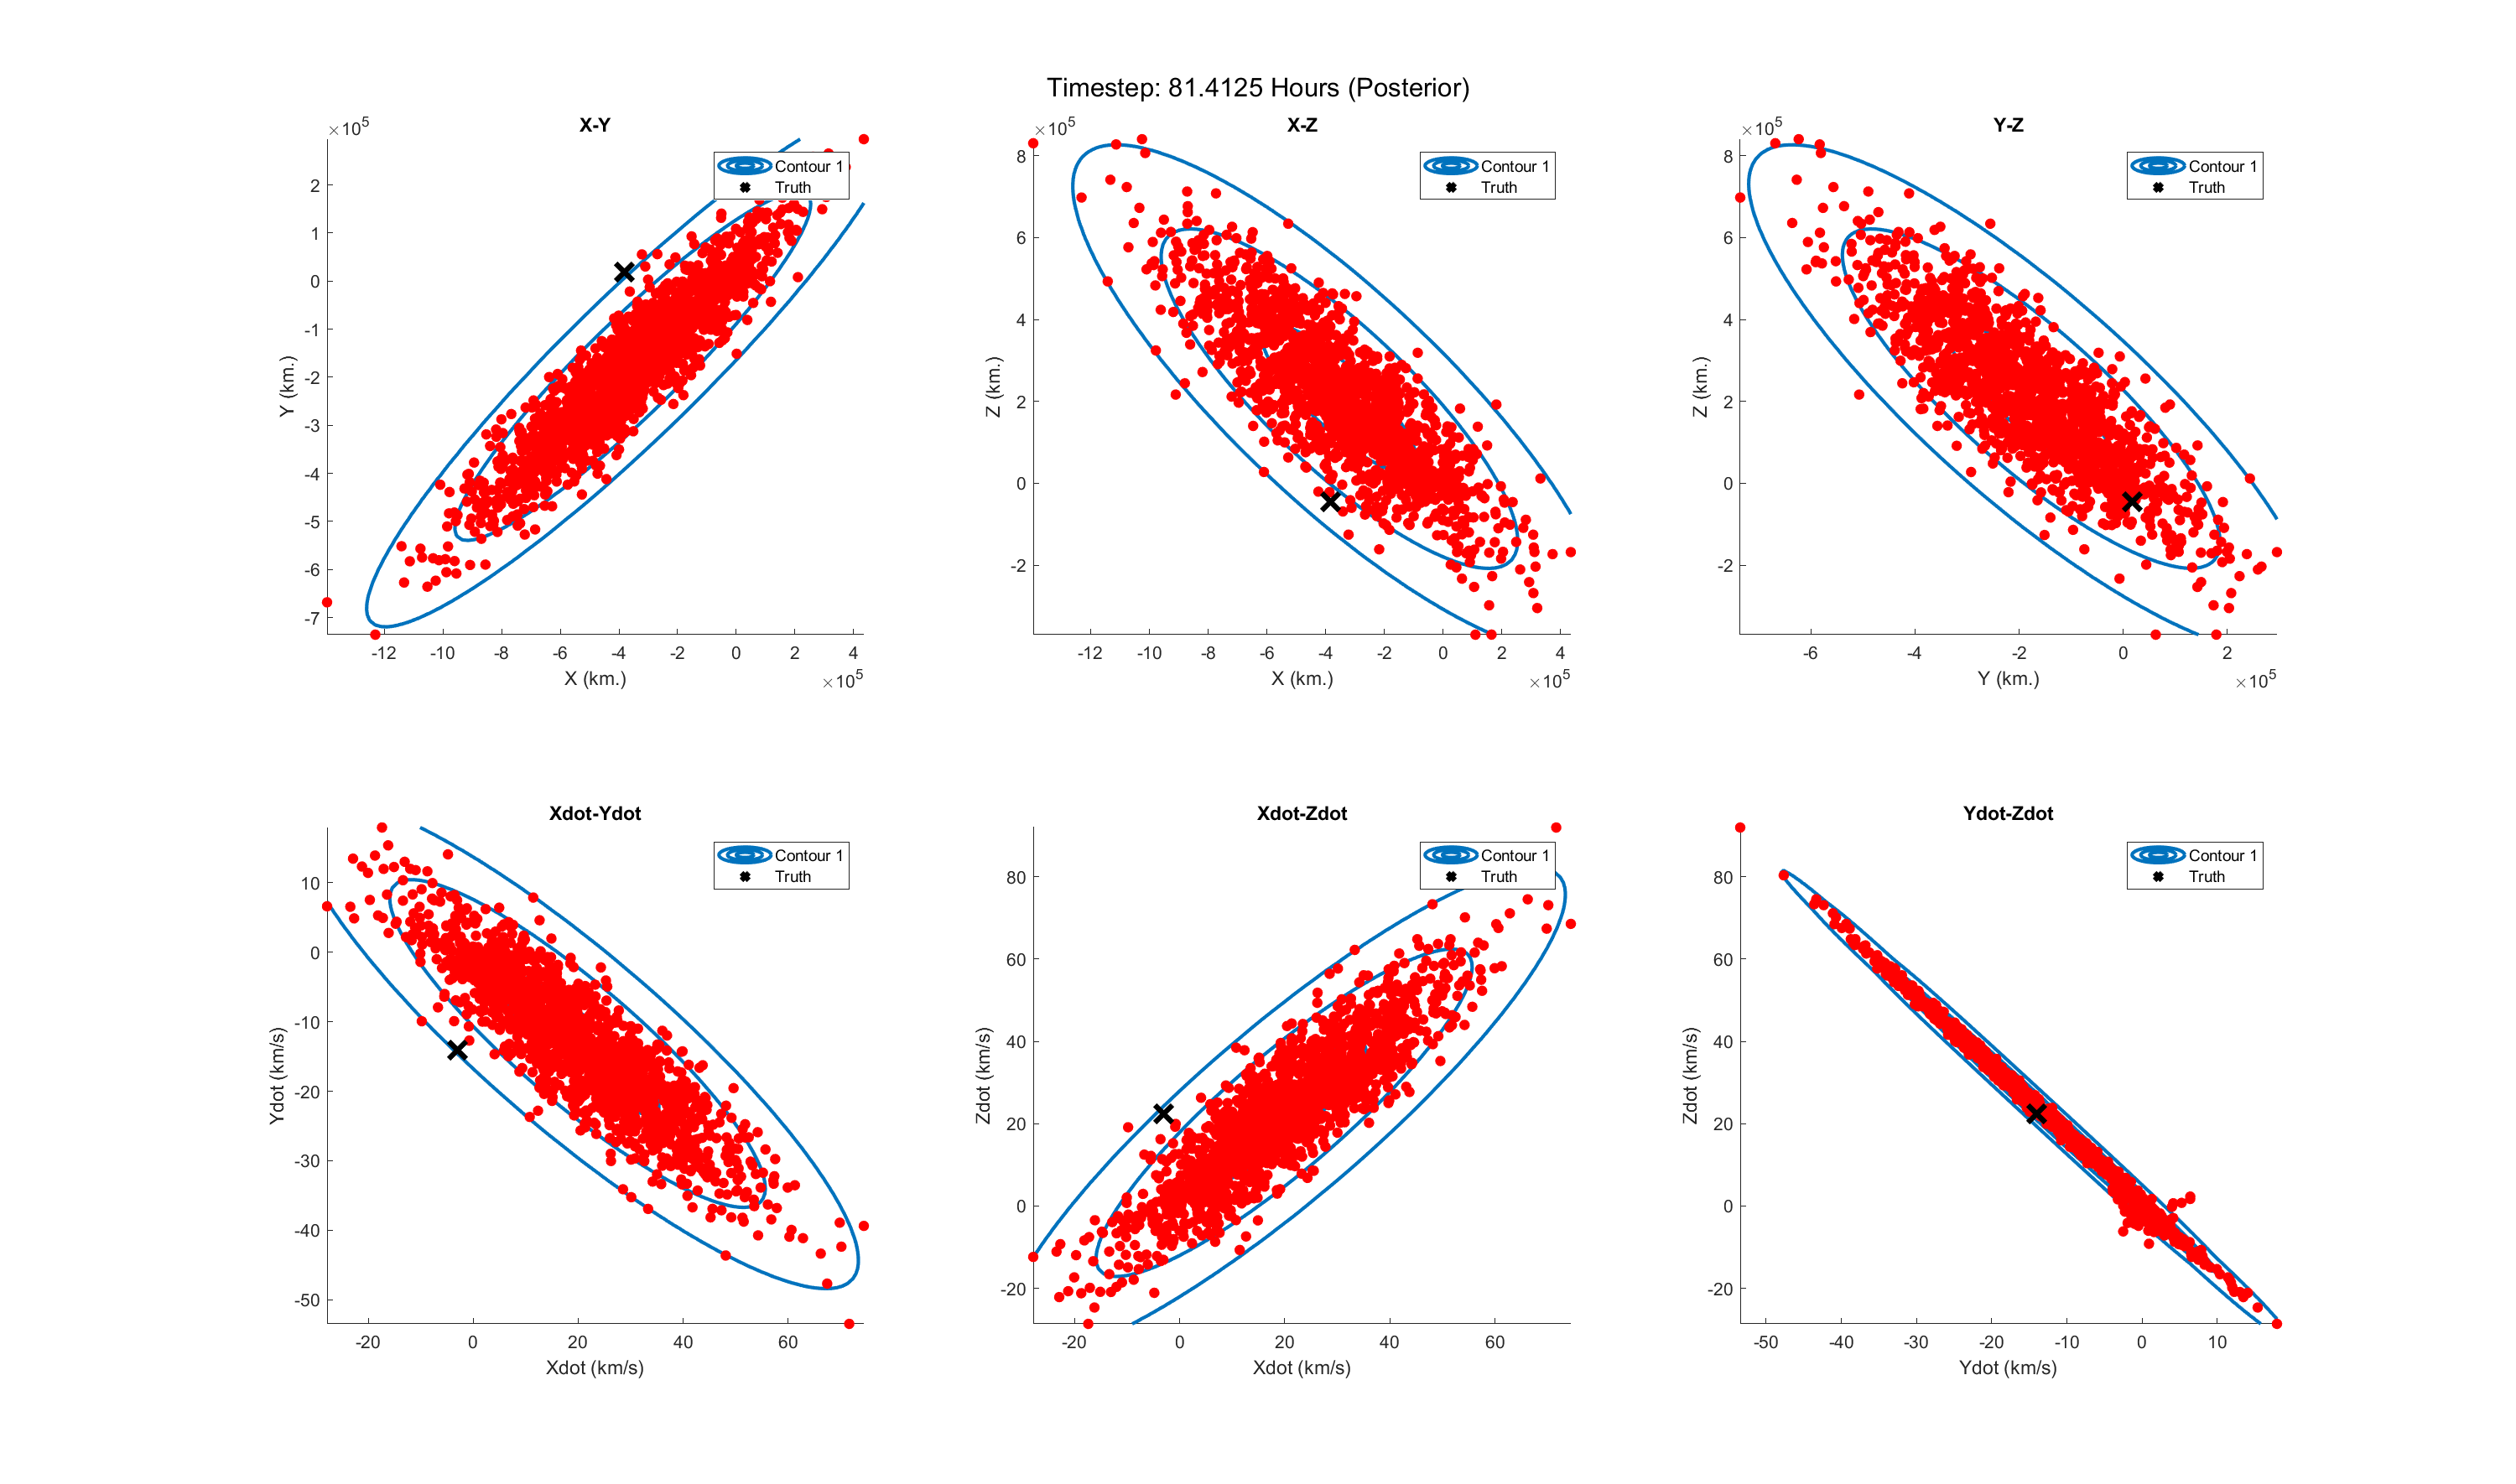 Timestep: 81.4125 Hours (Posterior)
X-Y
×10^5
Contour 1
Truth
2
1
0
-1
-2
-3
-4
-5
-6
-7
Y (km.)
-12 -10 -8 -6 -4 -2 0 2 4
X (km.)
×10^5
X-Z
×10^5
Contour 1
Truth
8
6
4
2
0
-2
Z (km.)
-12 -10 -8 -6 -4 -2 0 2 4
X (km.)
×10^5
Y-Z
×10^5
Contour 1
Truth
8
6
4
2
0
-2
Z (km.)
-6 -4 -2 0 2
Y (km.)
×10^5
Xdot-Ydot
Contour 1
Truth
10
0
-10
-20
-30
-40
-50
Ydot (km/s)
-20 0 20 40 60
Xdot (km/s)
Xdot-Zdot
Contour 1
Truth
80
60
40
20
0
-20
Zdot (km/s)
-20 0 20 40 60
Xdot (km/s)
Ydot-Zdot
Contour 1
Truth
80
60
40
20
0
-20
Zdot (km/s)
-50 -40 -30 -20 -10 0 10
Ydot (km/s)